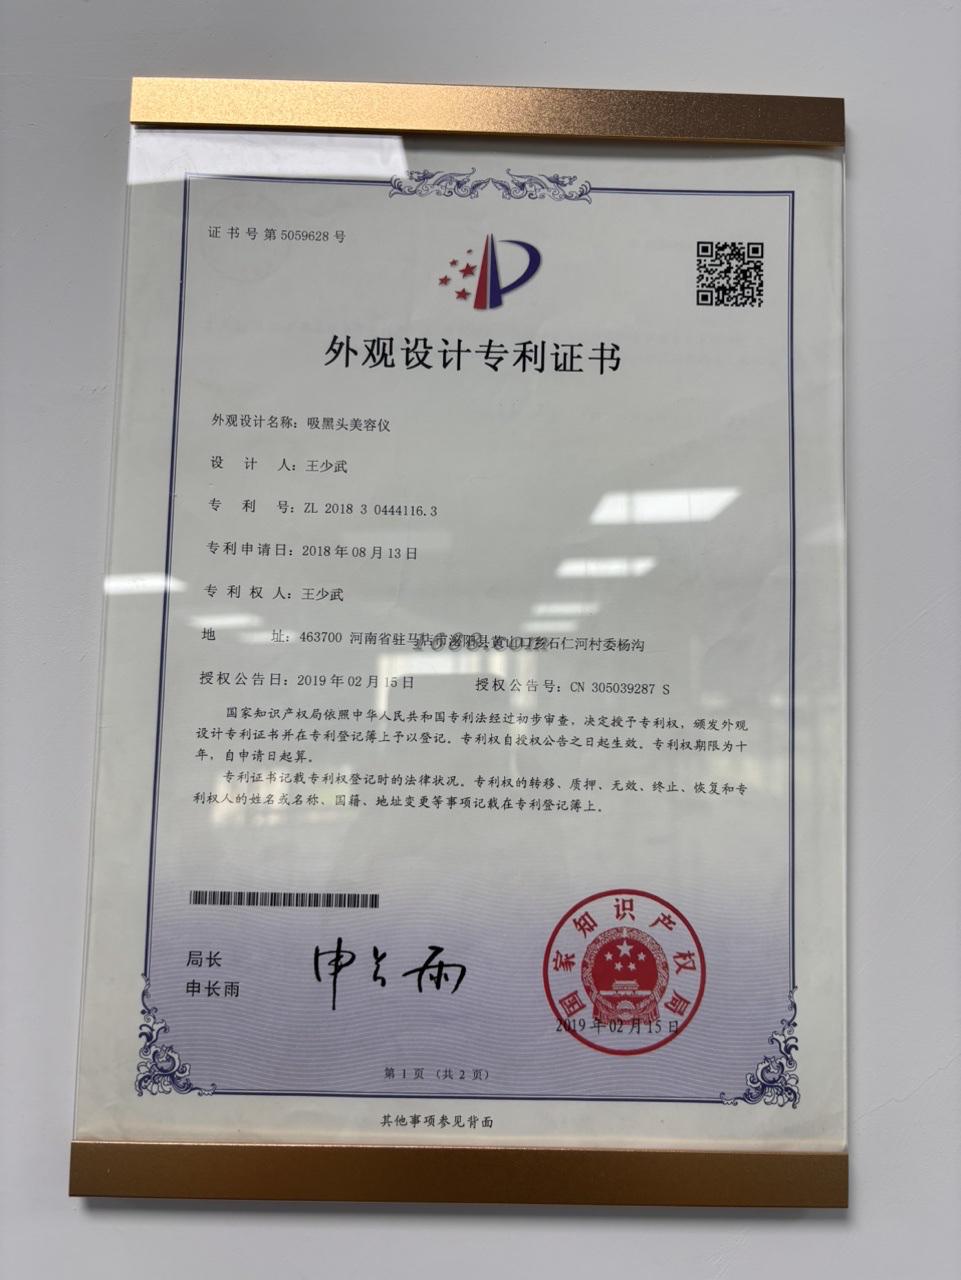 证书号第5059628号
外观设计专利证书
外观设计名称：吸黑头美容仪
设计人：王少武
专利号：ZL 2018 3 0444116.3
专利申请日：2018年08月13日
专利权人：王少武
地址：463700 河南省驻马店市泌阳县黄山口乡石仁河村委杨沟
1688.com
授权公告日：2019年02月15日 授权公告号：CN 305039287 S
国家知识产权局依照中华人民共和国专利法经过初步审查，决定授予专利权，颁发外观
设计专利证书并在专利登记簿上予以登记。专利权自授权公告之日起生效。专利权期限为十
年，自申请日起算。
专利证书记载专利权登记时的法律状况。专利权的转移、质押、无效、终止、恢复和专
利权人的姓名或名称、国籍、地址变更等事项记载在专利登记簿上。
局长
申长雨
申长雨
国家知识产权局
2019年02月15日
第1页（共2页）
其他事项参见背面